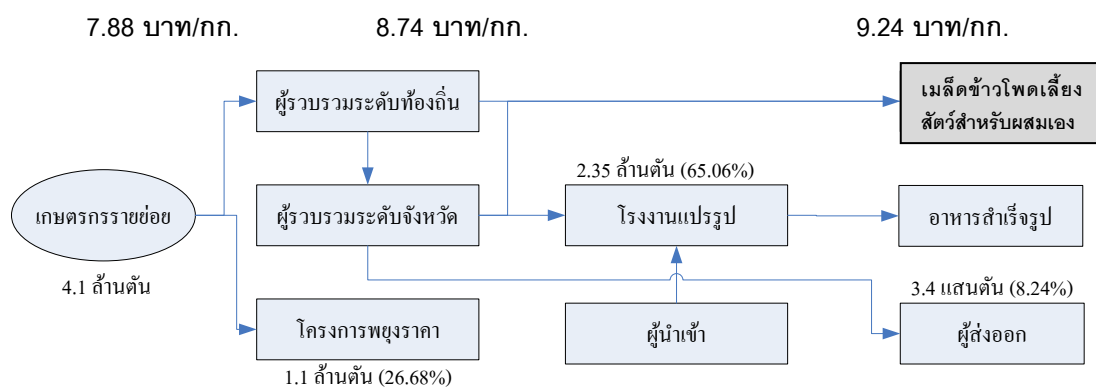 7.88 บาท/กก.
8.74 บาท/กก.
9.24 บาท/กก.
ผู้รวบรวมระดับท้องถิ่น
เมล็ดข้าวโพดเลี้ยง
สัตว์สำหรับผสมเอง
2.35 ล้านตัน (65.06%)
เกษตรกรรายย่อย
ผู้รวบรวมระดับจังหวัด
โรงงานแปรรูป
อาหารสำเร็จรูป
4.1 ล้านตัน
3.4 แสนตัน (8.24%)
โครงการพยุงราคา
ผู้นำเข้า
ผู้ส่งออก
1.1 ล้านตัน (26.68%)